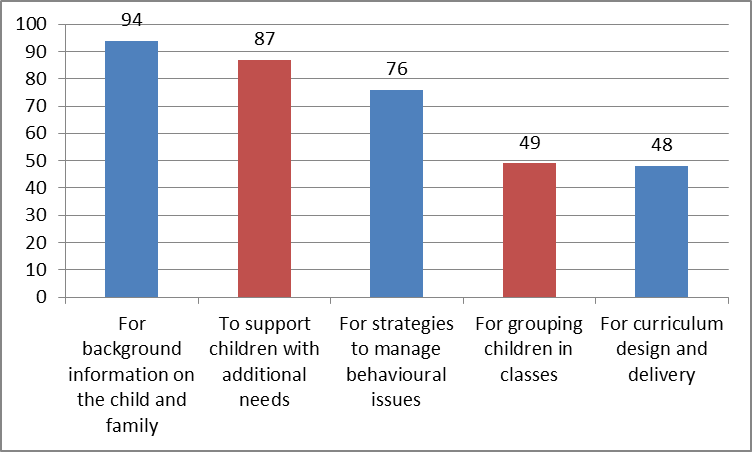 100
90
80
70
60
50
40
30
20
10
0
94
87
76
49
48
For
background
information on
the child and
family
To support
children with
additional
needs
For strategies
to manage
behavioural
issues
For grouping
children in
classes
For curriculum
design and
delivery